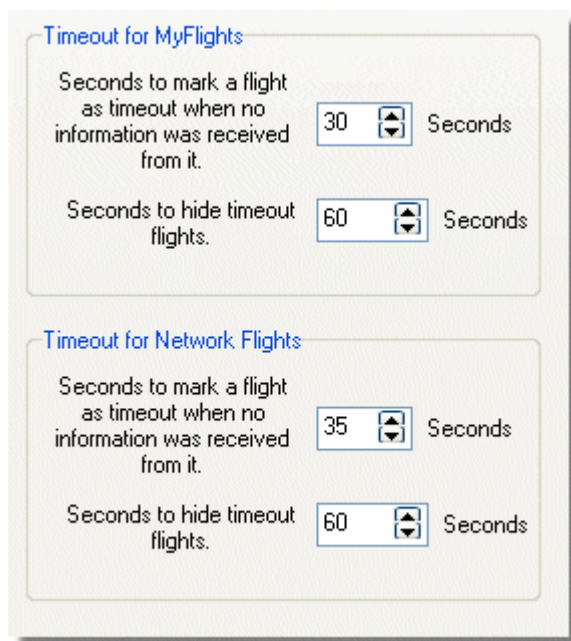 Timeout for MyFlights
Seconds to mark a flight
as timeout when no
information was received
from it.
30 Seconds
Seconds to hide timeout
flights.
60 Seconds
Timeout for Network Flights
Seconds to mark a flight
as timeout when no
information was received
from it.
35 Seconds
Seconds to hide timeout
flights.
60 Seconds